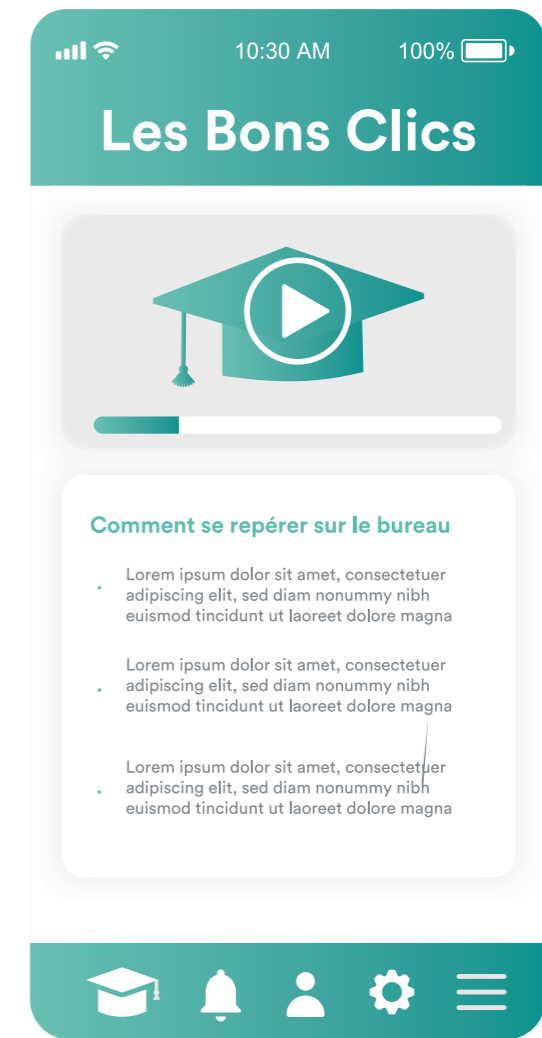 10:30 AM 100%
Les Bons Clics
Comment se repérer sur le bureau
Lorem ipsum dolor sit amet, consectetuer
adipiscing elit, sed diam nonummy nibh
euismod tincidunt ut laoreet dolore magna
Lorem ipsum dolor sit amet, consectetuer
adipiscing elit, sed diam nonummy nibh
euismod tincidunt ut laoreet dolore magna
Lorem ipsum dolor sit amet, consectetuer
adipiscing elit, sed diam nonummy nibh
euismod tincidunt ut laoreet dolore magna